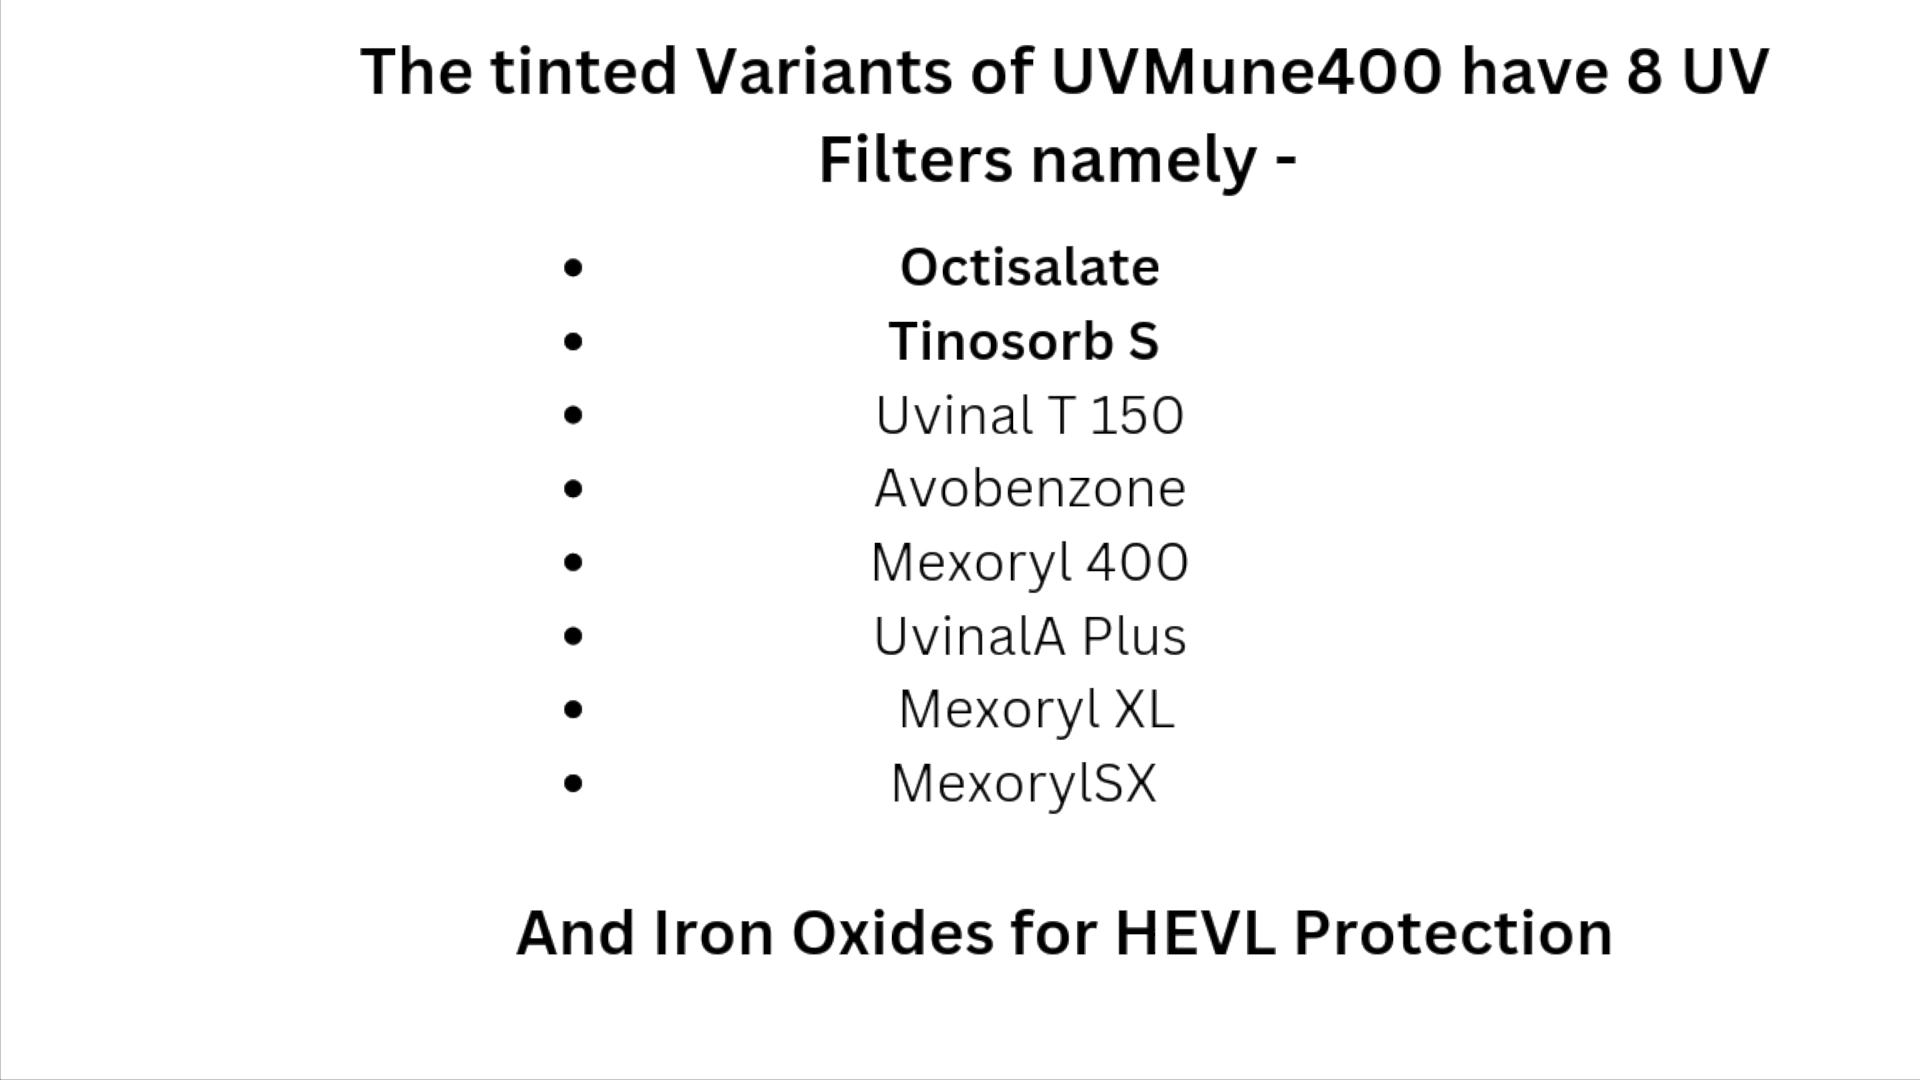 The tinted Variants of UVMune400 have 8 UV
Filters namely -
• Octisalate
• Tinosorb S
• Uvinal T 150
• Avobenzone
• Mexoryl 400
• UvinalA Plus
• Mexoryl XL
• MexorylSX
And Iron Oxides for HEVL Protection